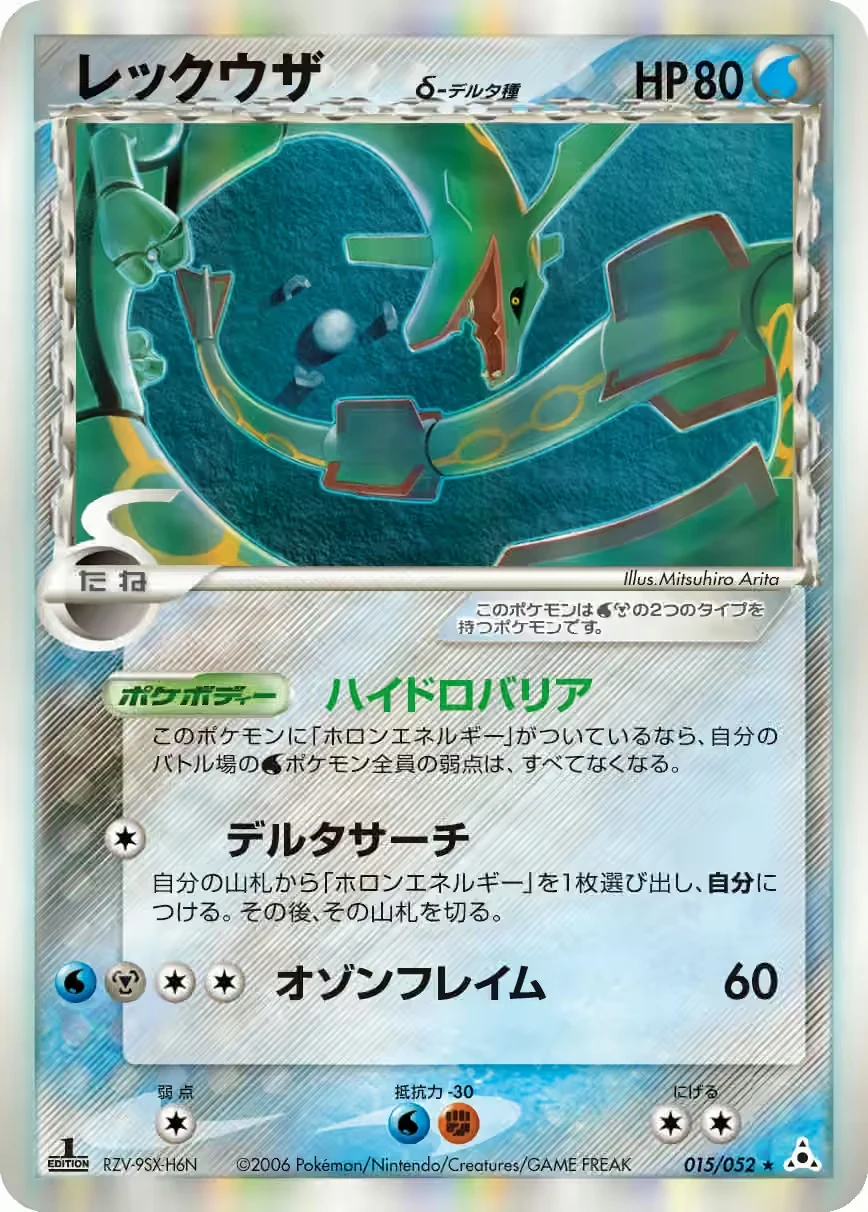 レックウザ
δ-デルタ種
HP80
たね
Illus.Mitsuhiro Arita
このポケモンはの2つのタイプを
持つポケモンです。
ポケボディー ハイドロバリア
このポケモンに「ホロンエネルギー」がついているなら、自分の
バトル場のポケモン全員の弱点は、すべてなくなる。
デルタサーチ
自分の山札から「ホロンエネルギー」を1枚選び出し、自分に
つける。その後、その山札を切る。
オゾンフレイム 60
弱点 抵抗力 -30 にげる
1 EDITION RZV-9SX-H6N ©2006 Pokémon/Nintendo/Creatures/GAME FREAK 015/052 ★